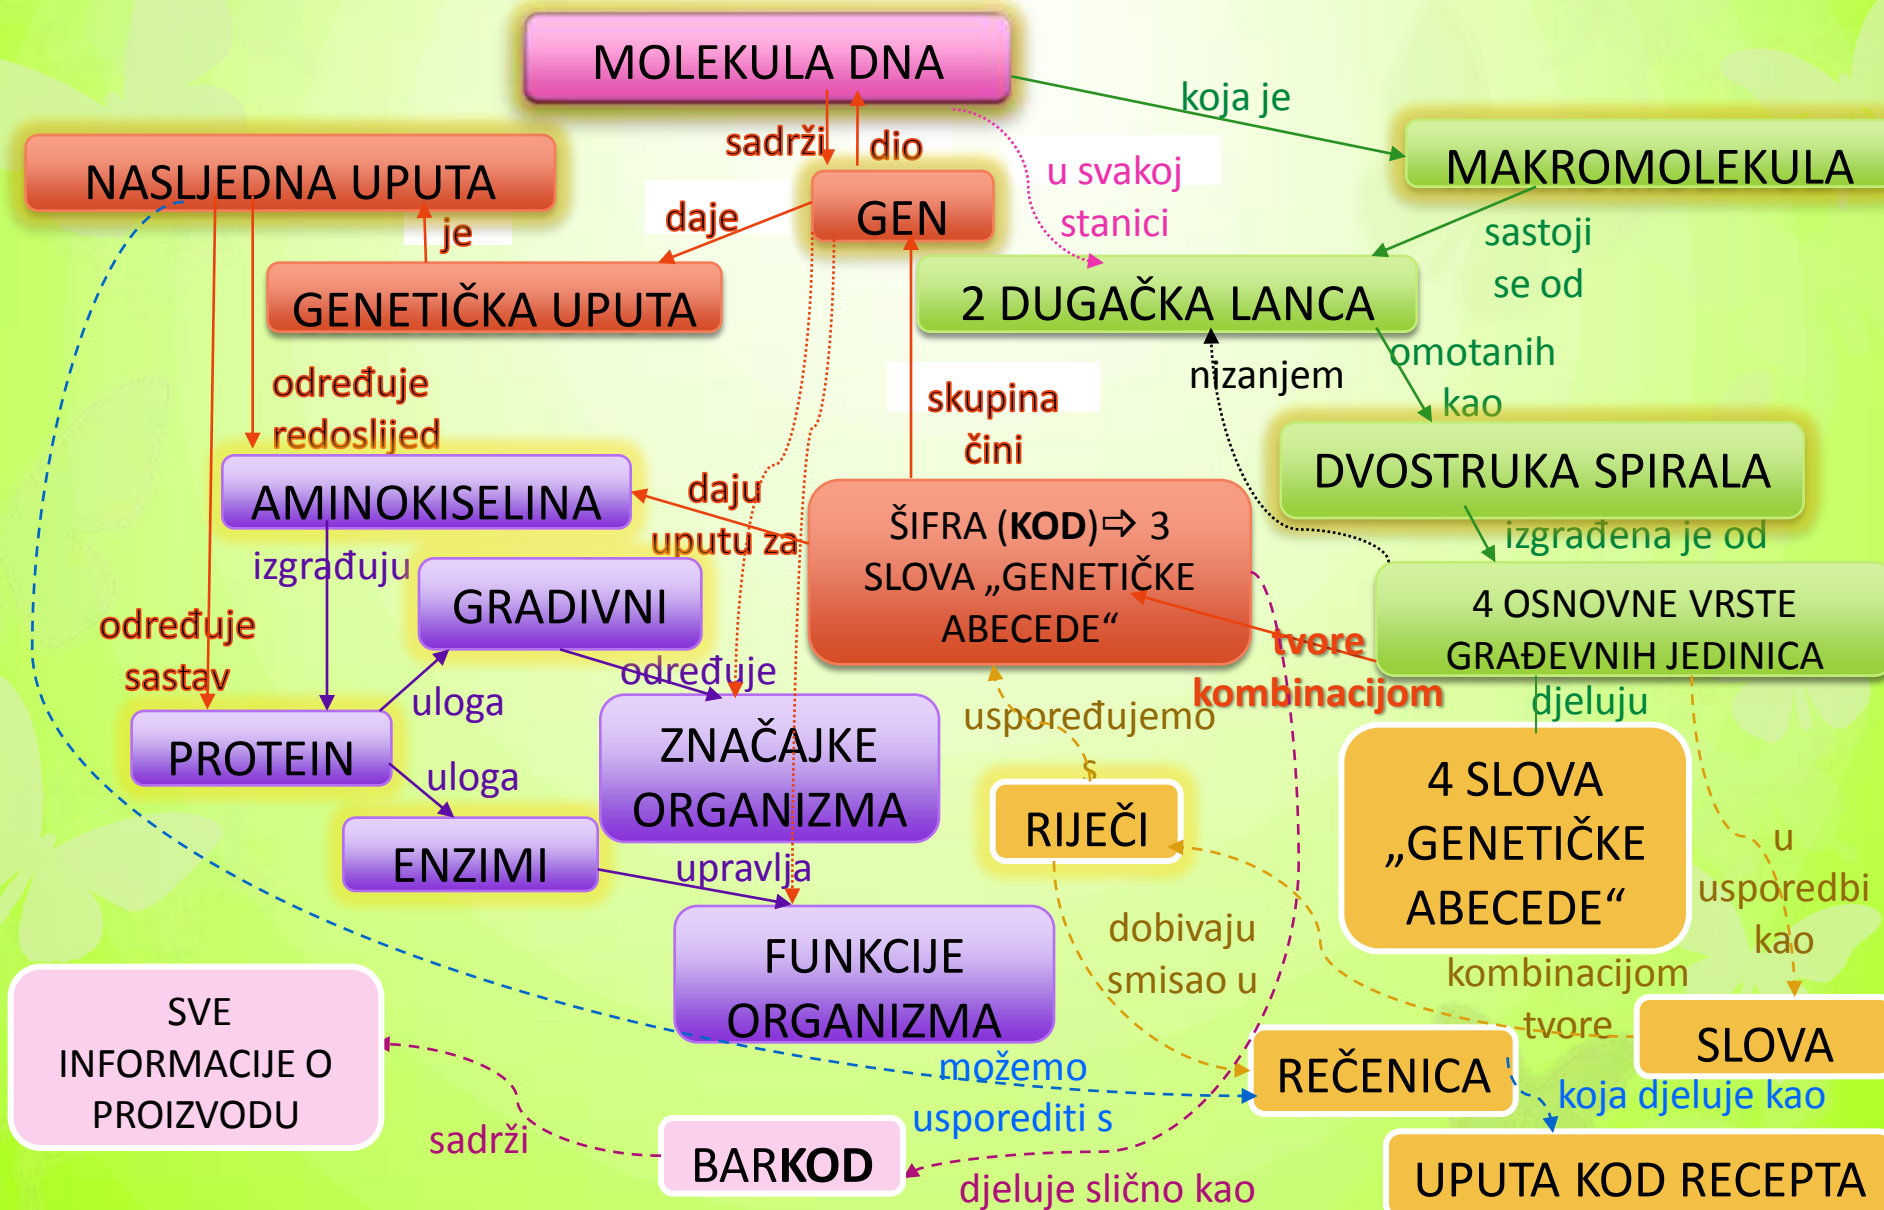 MOLEKULA DNA
koja je
sadrži
dio
NASLJEDNA UPUTA
u svakoj
stanici
MAKROMOLEKULA
je
daje
GEN
sastoji
se od
GENETIČKA UPUTA
2 DUGAČKA LANCA
omotanih
kao
nizanjem
određuje
redoslijed
skupina
čini
DVOSTRUKA SPIRALA
AMINOKISELINA
daju
uputu za
ŠIFRA (KOD)⇨ 3
SLOVA „GENETIČKE
ABECEDE“
izgrađena je od
izgrađuju
GRADIVNI
4 OSNOVNE VRSTE
GRAĐEVNIH JEDINICA
određuje
sastav
tvore
kombinacijom
određuje
uloga
djeluju
uspoređujemo
s
PROTEIN
ZNAČAJKE
ORGANIZMA
uloga
RIJEČI
4 SLOVA
„GENETIČKE
ABECEDE“
u
usporedbi
kao
ENZIMI
upravlja
dobivaju
smisao u
FUNKCIJE
ORGANIZMA
kombinacijom
tvore
SLOVA
SVE
INFORMACIJE O
PROIZVODU
možemo
usporediti s
REČENICA
koja djeluje kao
sadrži
BARKOD
djeluje slično kao
UPUTA KOD RECEPTA